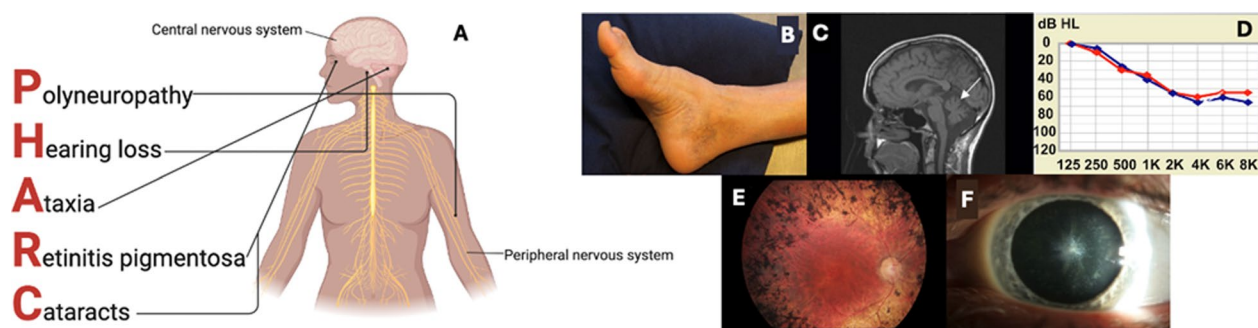 Central nervous system
A
Polyneuropathy
Hearing loss
Ataxia
Retinitis pigmentosa
Cataracts
Peripheral nervous system
B
C
dB HL
D
0
20
40
60
80
100
120
125 250 500 1K 2K 4K 6K 8K
E
F